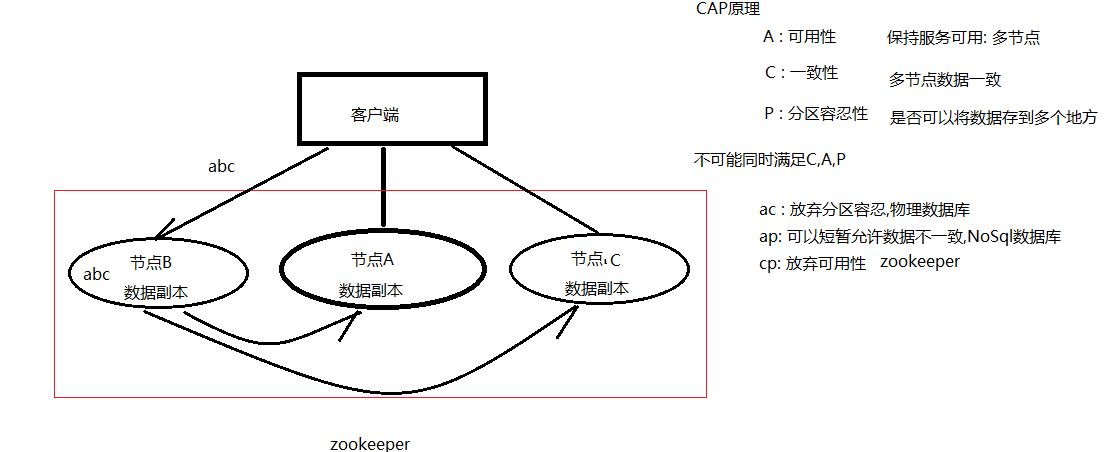 CAP原理
A : 可用性 保持服务可用: 多节点
C : 一致性 多节点数据一致
P : 分区容忍性 是否可以将数据存到多个地方
不可能同时满足C,A,P
ac : 放弃分区容忍,物理数据库
ap: 可以短暂允许数据不一致,NoSql数据库
cp: 放弃可用性 zookeeper
客户端
abc
abc
节点B
数据副本
节点A
数据副本
节点C
数据副本
zookeeper